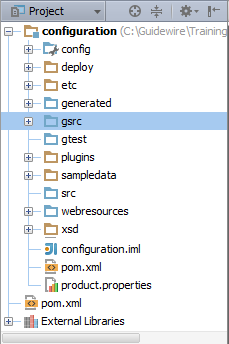 Project
configuration (C:\Guidewire\Training
config
deploy
etc
generated
gsrc
gtest
plugins
sampledata
src
webresources
xsd
configuration.iml
pom.xml
product.properties
pom.xml
External Libraries